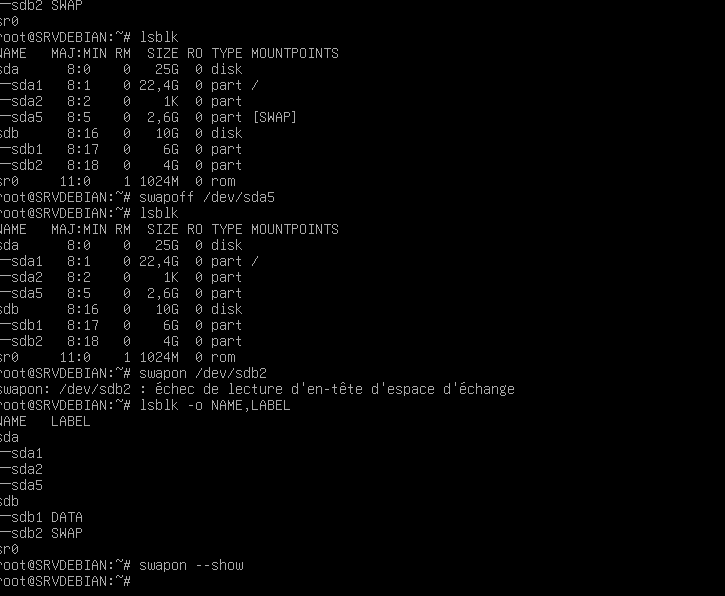 ─sdb2 SWAP
sr0
root@SRVDEBIAN:~# lsblk
NAME   MAJ:MIN RM  SIZE RO TYPE MOUNTPOINTS
sda      8:0    0   25G  0 disk
─sda1   8:1    0 22,4G  0 part /
─sda2   8:2    0    1K  0 part
─sda5   8:5    0  2,6G  0 part [SWAP]
sdb      8:16   0   10G  0 disk
─sdb1   8:17   0    6G  0 part
─sdb2   8:18   0    4G  0 part
sr0     11:0    1 1024M  0 rom
root@SRVDEBIAN:~# swapoff /dev/sda5
root@SRVDEBIAN:~# lsblk
NAME   MAJ:MIN RM  SIZE RO TYPE MOUNTPOINTS
sda      8:0    0   25G  0 disk
─sda1   8:1    0 22,4G  0 part /
─sda2   8:2    0    1K  0 part
─sda5   8:5    0  2,6G  0 part
sdb      8:16   0   10G  0 disk
─sdb1   8:17   0    6G  0 part
─sdb2   8:18   0    4G  0 part
sr0     11:0    1 1024M  0 rom
root@SRVDEBIAN:~# swapon /dev/sdb2
swapon: /dev/sdb2 : échec de lecture d'en-tête d'espace d'échange
root@SRVDEBIAN:~# lsblk -o NAME,LABEL
NAME   LABEL
sda
─sda1
─sda2
─sda5
sdb
─sdb1 DATA
─sdb2 SWAP
sr0
root@SRVDEBIAN:~# swapon --show
root@SRVDEBIAN:~#